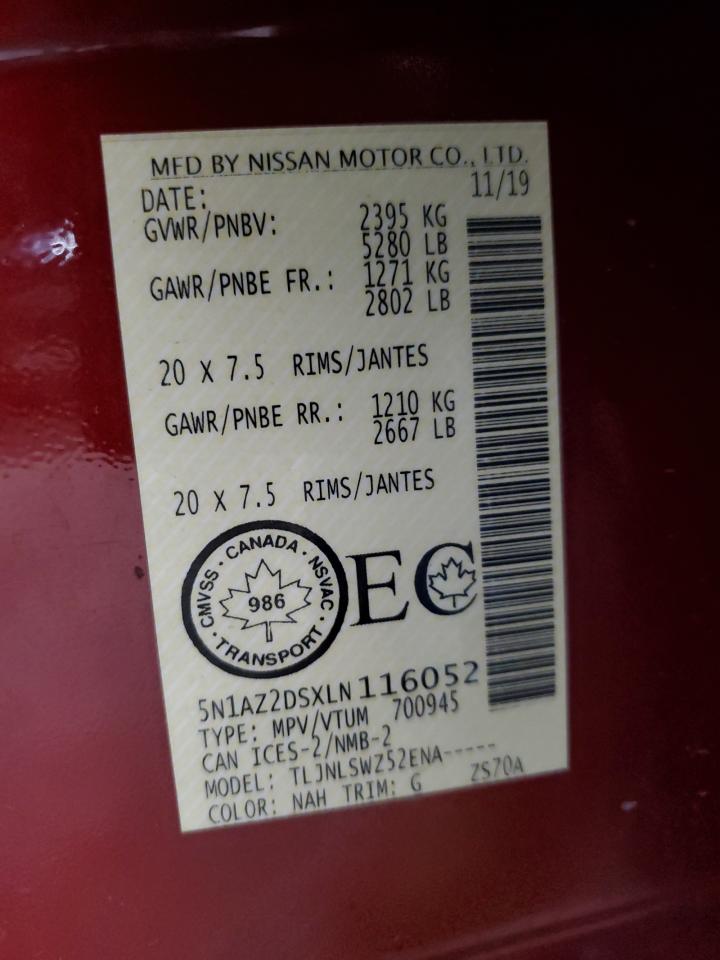 MFD BY NISSAN MOTOR CO., LTD.
DATE: 11/19
GVWR/PNBV: 2395 KG
5280 LB
GAWR/PNBE FR.: 1271 KG
2802 LB
20 X 7.5 RIMS/JANTES
GAWR/PNBE RR.: 1210 KG
2667 LB
20 X 7.5 RIMS/JANTES
CMVSS · CANADA · NSVAC · TRANSPORT ·
986
EC
5N1AZ2DSXLN116052
TYPE: MPV/VTUM 700945
CAN ICES-2/NMB-2
MODEL: TLJNLSWZ52ENA-----
COLOR: NAH TRIM: G ZS70A